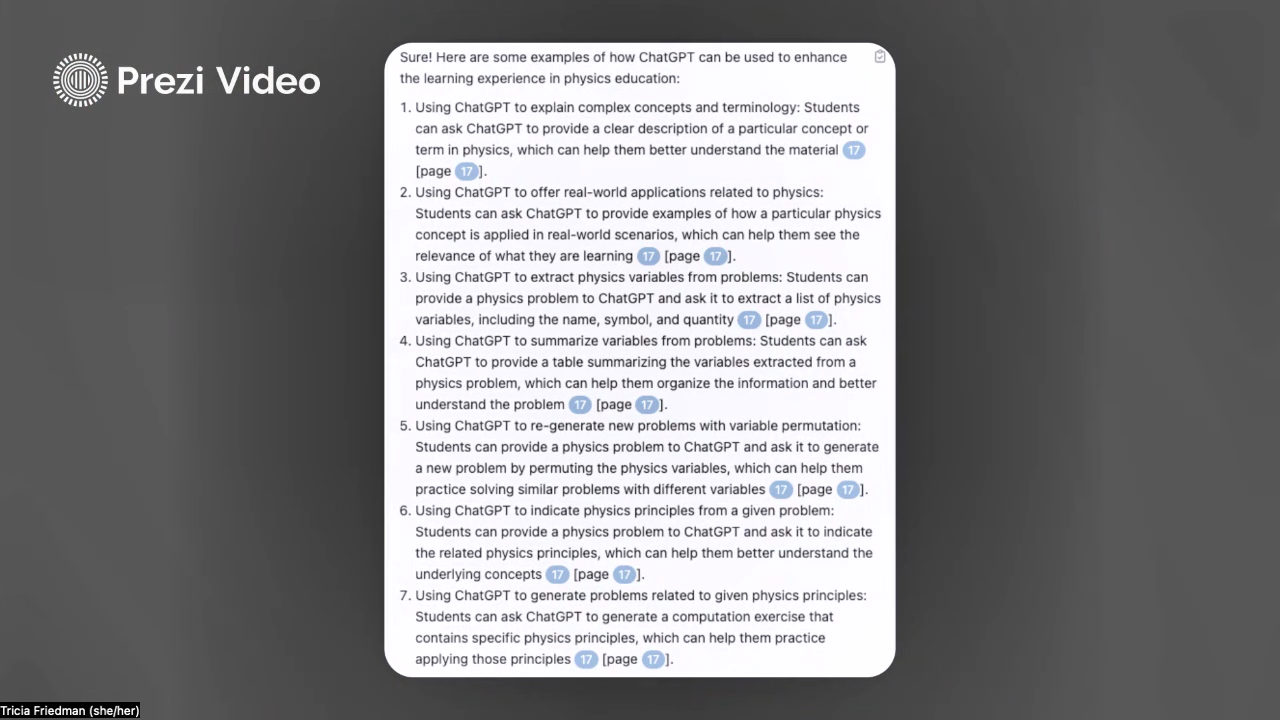 Prezi Video
Sure! Here are some examples of how ChatGPT can be used to enhance
the learning experience in physics education:
1. Using ChatGPT to explain complex concepts and terminology: Students
can ask ChatGPT to provide a clear description of a particular concept or
term in physics, which can help them better understand the material 17
[page 17].
2. Using ChatGPT to offer real-world applications related to physics:
Students can ask ChatGPT to provide examples of how a particular physics
concept is applied in real-world scenarios, which can help them see the
relevance of what they are learning 17 [page 17].
3. Using ChatGPT to extract physics variables from problems: Students can
provide a physics problem to ChatGPT and ask it to extract a list of physics
variables, including the name, symbol, and quantity 17 [page 17].
4. Using ChatGPT to summarize variables from problems: Students can ask
ChatGPT to provide a table summarizing the variables extracted from a
physics problem, which can help them organize the information and better
understand the problem 17 [page 17].
5. Using ChatGPT to re-generate new problems with variable permutation:
Students can provide a physics problem to ChatGPT and ask it to generate
a new problem by permuting the physics variables, which can help them
practice solving similar problems with different variables 17 [page 17].
6. Using ChatGPT to indicate physics principles from a given problem:
Students can provide a physics problem to ChatGPT and ask it to indicate
the related physics principles, which can help them better understand the
underlying concepts 17 [page 17].
7. Using ChatGPT to generate problems related to given physics principles:
Students can ask ChatGPT to generate a computation exercise that
contains specific physics principles, which can help them practice
applying those principles 17 [page 17].
Tricia Friedman (she/her)